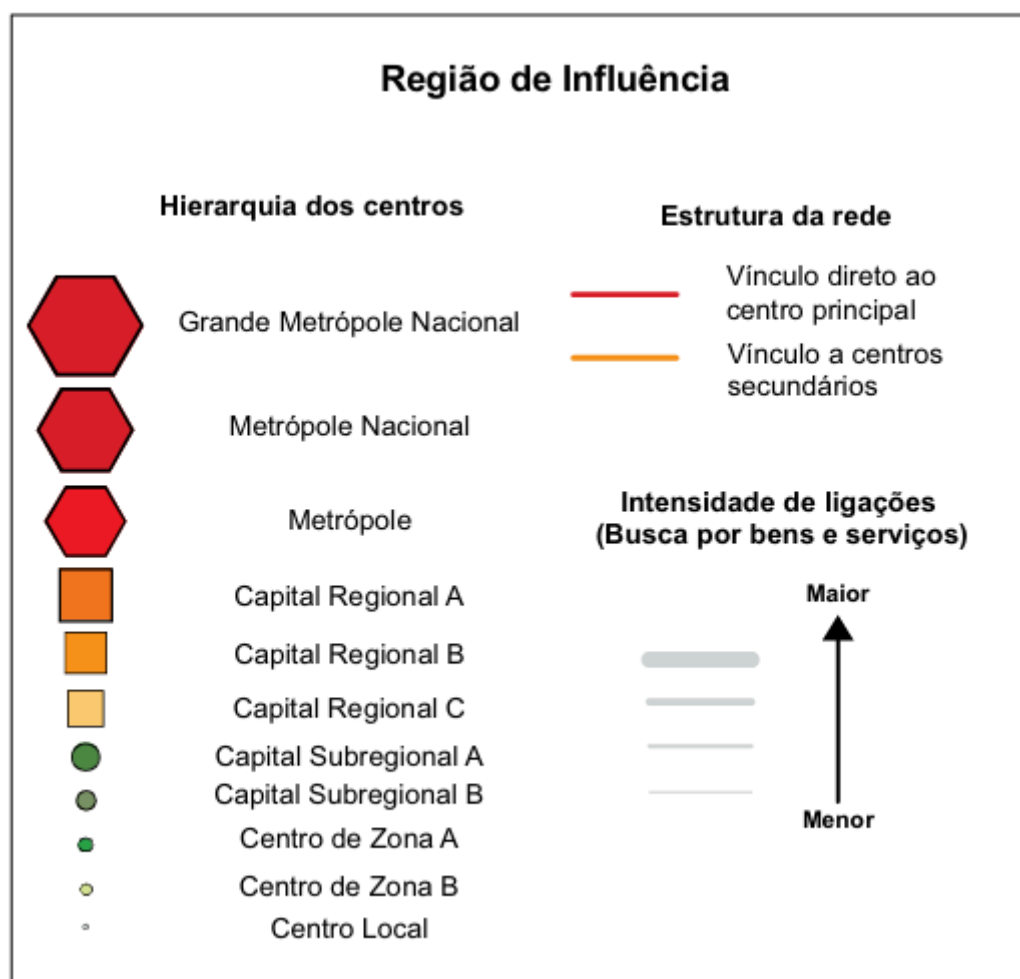 Região de Influência
Hierarquia dos centros
Grande Metrópole Nacional
Metrópole Nacional
Metrópole
Capital Regional A
Capital Regional B
Capital Regional C
Capital Subregional A
Capital Subregional B
Centro de Zona A
Centro de Zona B
Centro Local
Estrutura da rede
Vínculo direto ao
centro principal
Vínculo a centros
secundários
Intensidade de ligações
(Busca por bens e serviços)
Maior
Menor